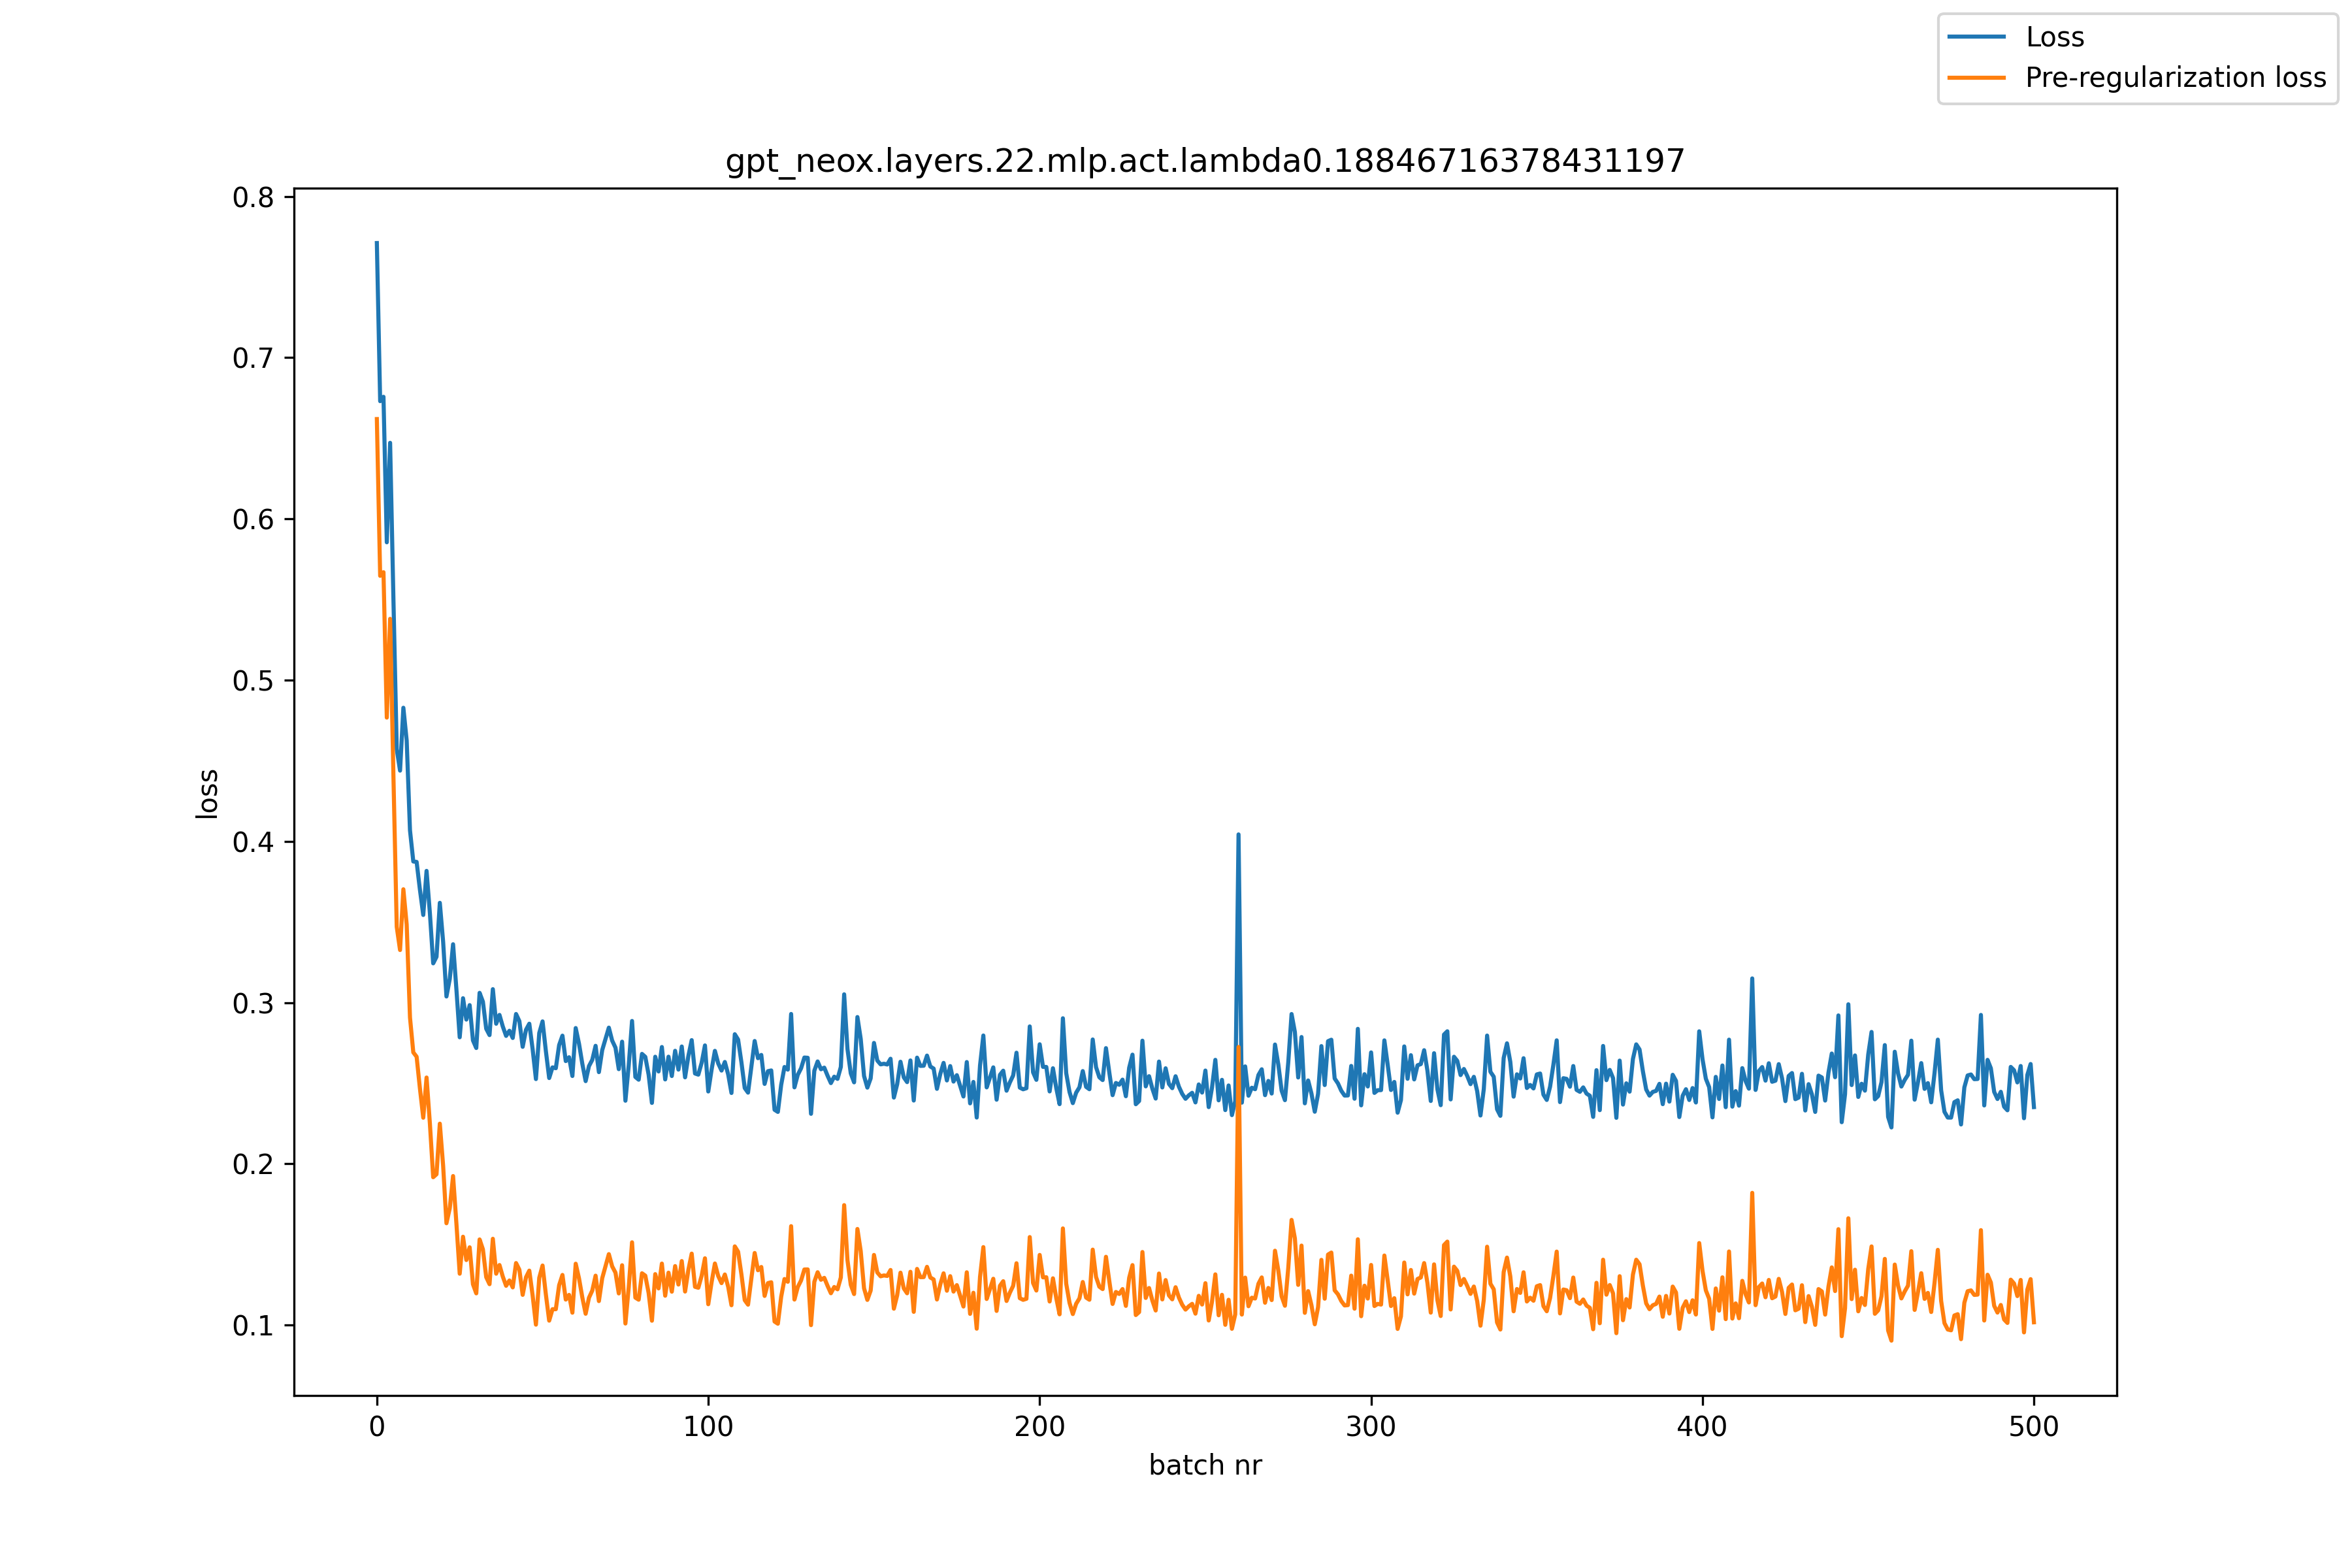 Loss
Pre-regularization loss
gpt_neox.layers.22.mlp.act.lambda0.18846716378431197
0.8
0.7
0.6
0.5
0.4
0.3
0.2
0.1
loss
0 100 200 300 400 500
batch nr